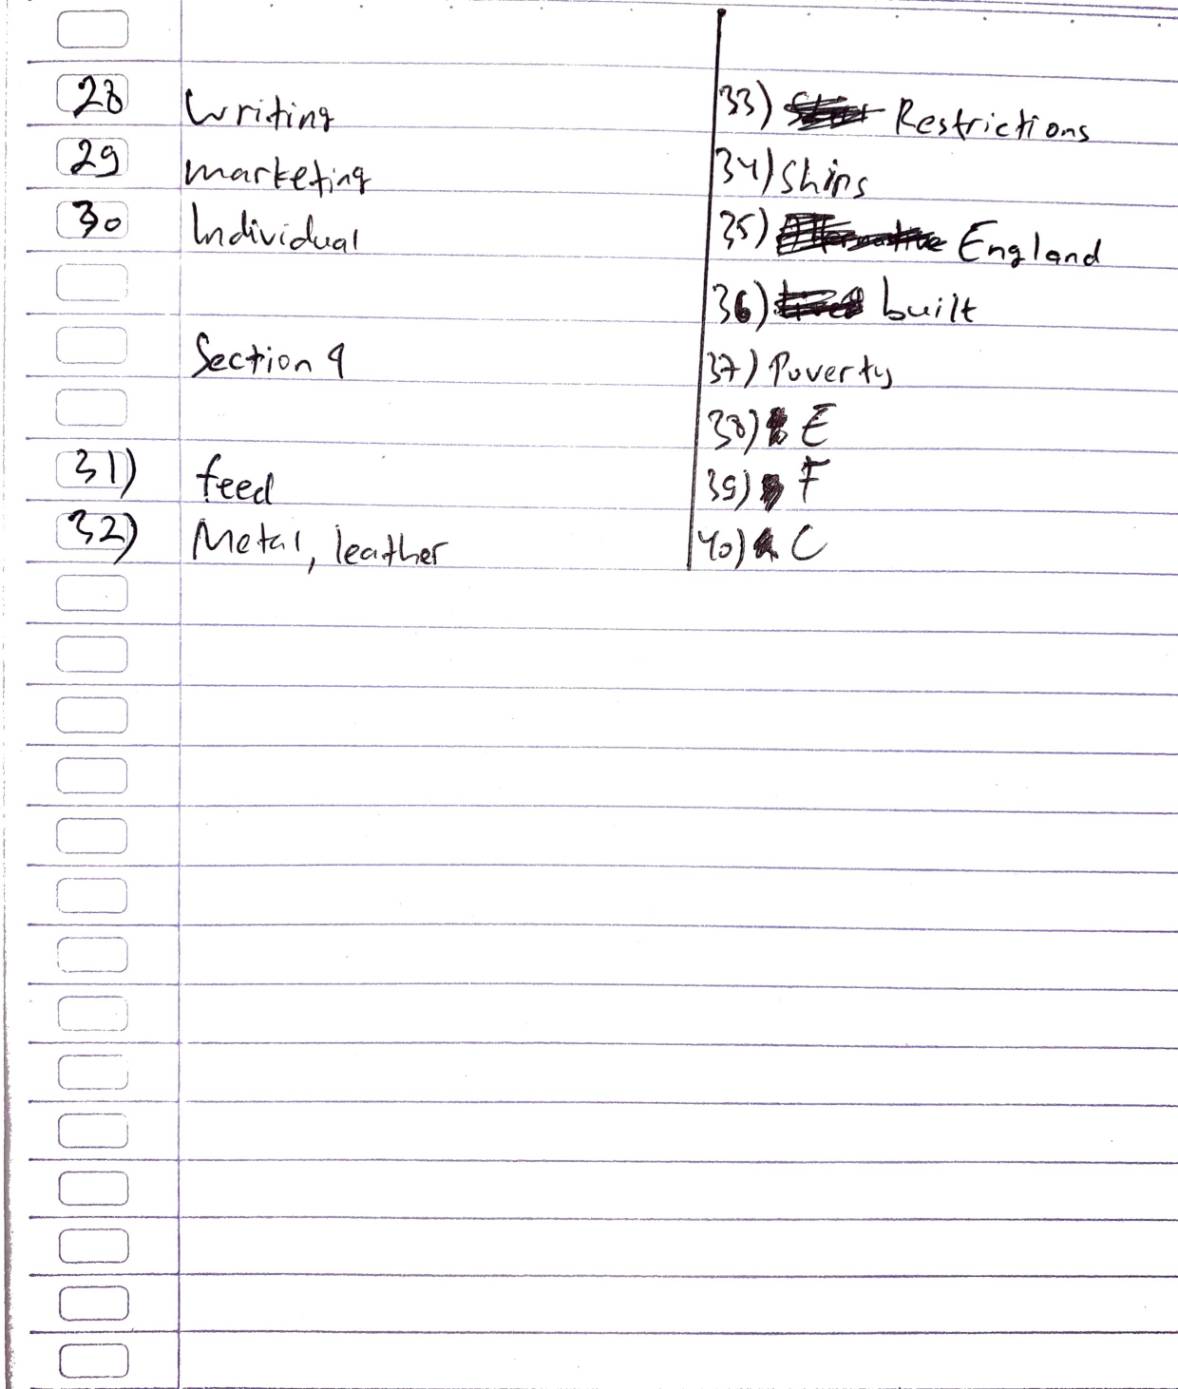 28 Writing
29 marketing
30 Individual
Section 4
31) feed
32) Metal, leather
33) Restrictions
34) Ships
35) England
36) built
37) Poverty
38) E
39) F
40) C